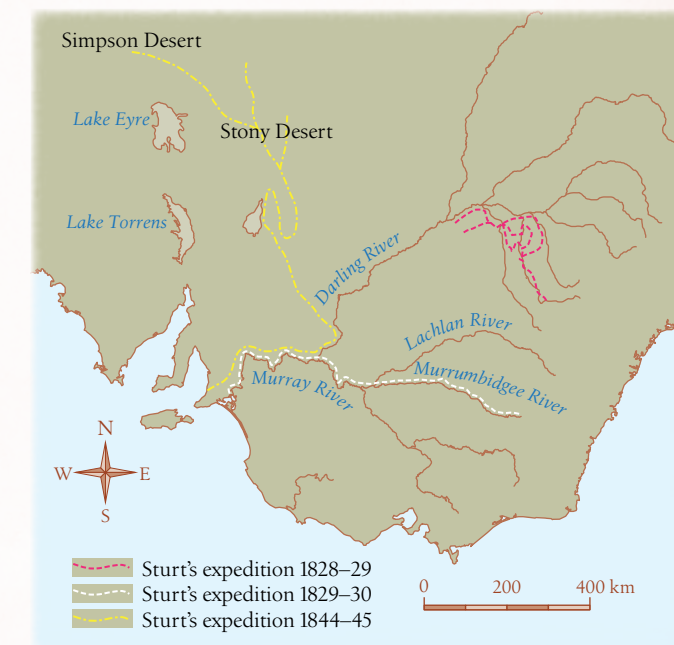 Simpson Desert
Lake Eyre
Stony Desert
Lake Torrens
Darling River
Lachlan River
Murrumbidgee River
Murray River
N
W
E
S
Sturt's expedition 1828–29
Sturt's expedition 1829–30
Sturt's expedition 1844–45
0 200 400 km